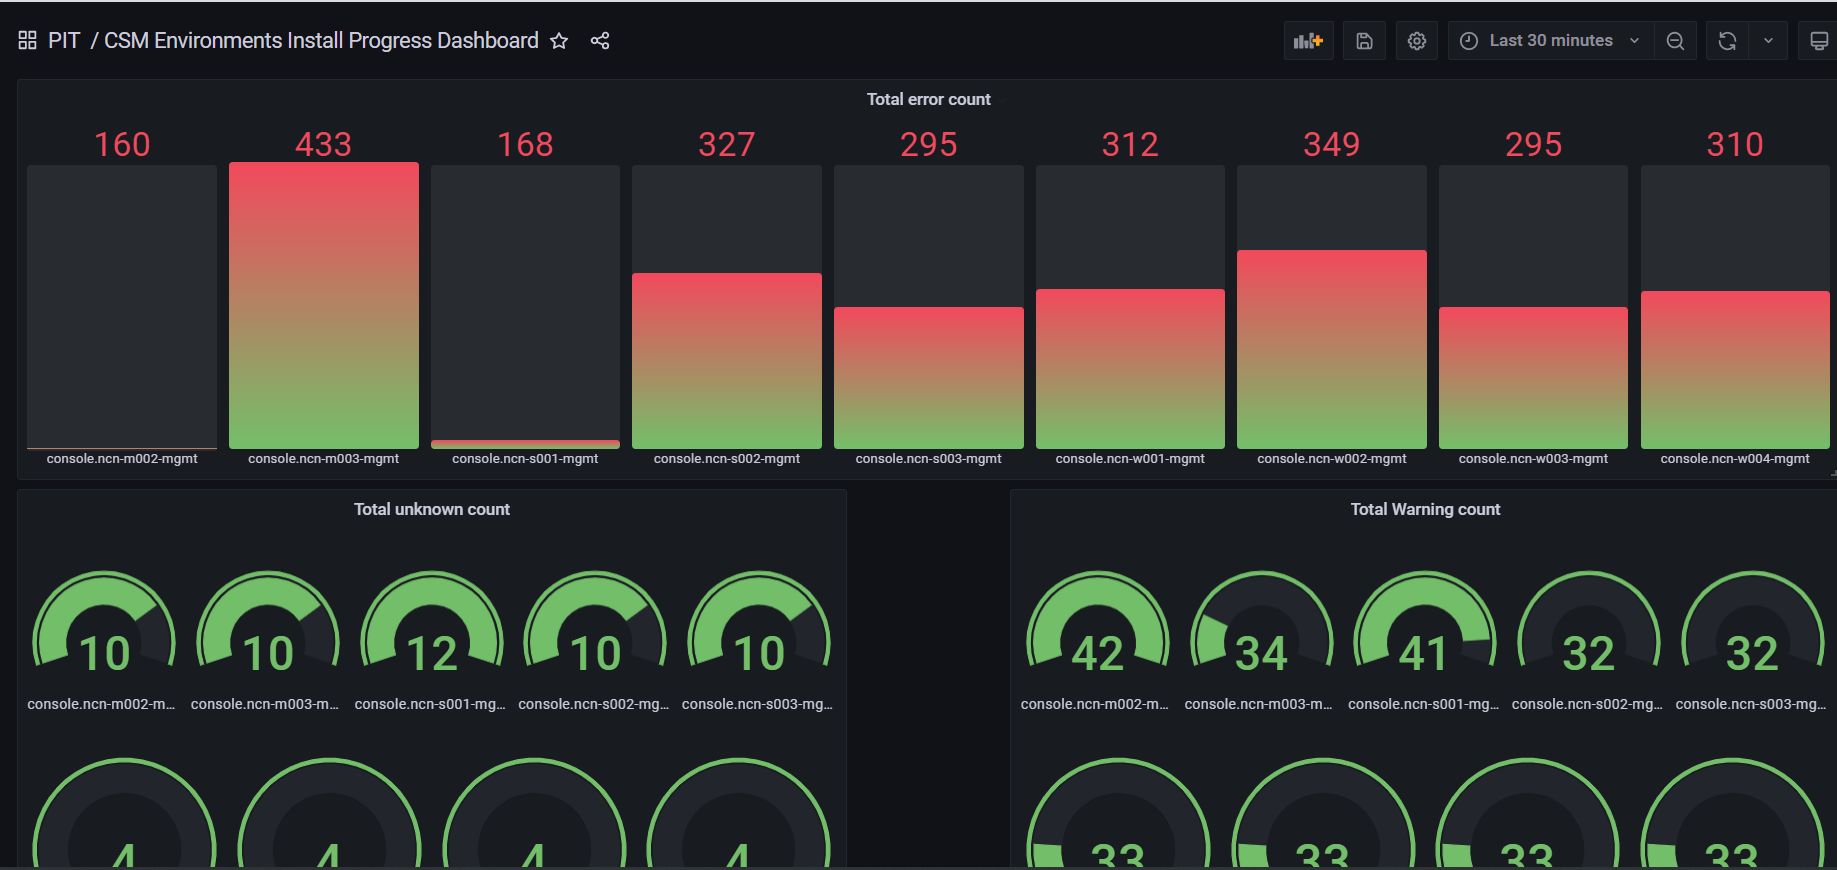 PIT / CSM Environments Install Progress Dashboard
Last 30 minutes
Total error count
160 433 168 327 295 312 349 295 310
console.ncn-m002-mgmt console.ncn-m003-mgmt console.ncn-s001-mgmt console.ncn-s002-mgmt console.ncn-s003-mgmt console.ncn-w001-mgmt console.ncn-w002-mgmt console.ncn-w003-mgmt console.ncn-w004-mgmt
Total unknown count
10 10 12 10 10
console.ncn-m002-m... console.ncn-m003-m... console.ncn-s001-mg... console.ncn-s002-mg... console.ncn-s003-mg...
4 4 4 4
Total Warning count
42 34 41 32 32
console.ncn-m002-m... console.ncn-m003-m... console.ncn-s001-mg... console.ncn-s002-mg... console.ncn-s003-mg...
33 33 33 33